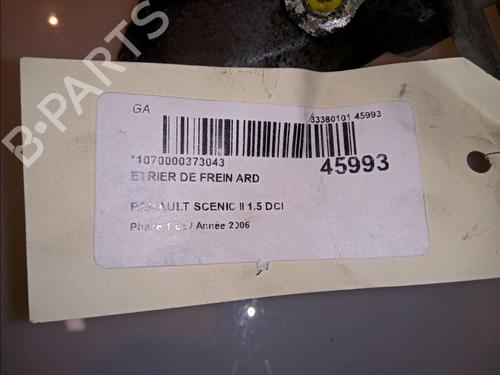 GA
33380101 45993
*1070000373043
45993
ETRIER DE FREIN ARD
RENAULT SCENIC II 1.5 DCI
Phase 1 dci / Année 2006
B-PARTS